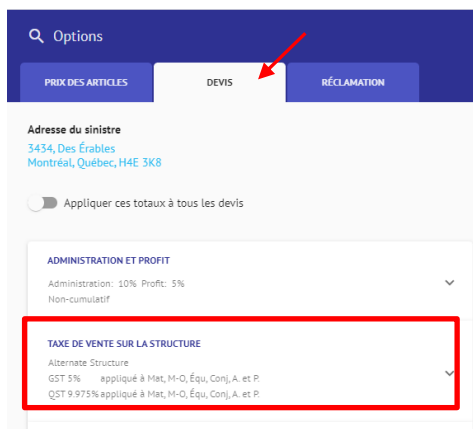 Options
PRIX DES ARTICLES DEVIS RÉCLAMATION
Adresse du sinistre
3434, Des Érables
Montréal, Québec, H4E 3K8
Appliquer ces totaux à tous les devis
ADMINISTRATION ET PROFIT
Administration: 10% Profit: 5%
Non-cumulatif
TAXE DE VENTE SUR LA STRUCTURE
Alternate Structure
GST 5% appliqué à Mat, M-O, Équ, Conj, A. et P.
QST 9.975% appliqué à Mat, M-O, Équ, Conj, A. et P.